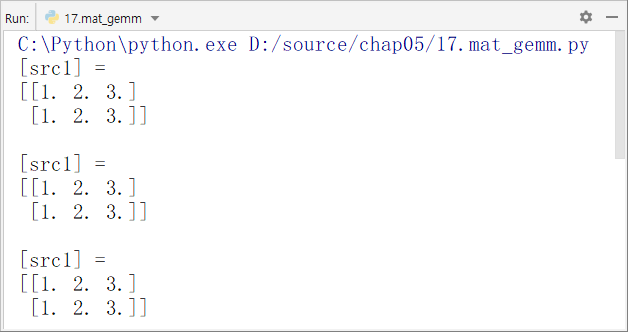 Run: 17.mat_gemm
C:\Python\python.exe D:/source/chap05/17.mat_gemm.py
[src1] =
[[1. 2. 3.]
 [1. 2. 3.]]
[src1] =
[[1. 2. 3.]
 [1. 2. 3.]]
[src1] =
[[1. 2. 3.]
 [1. 2. 3.]]